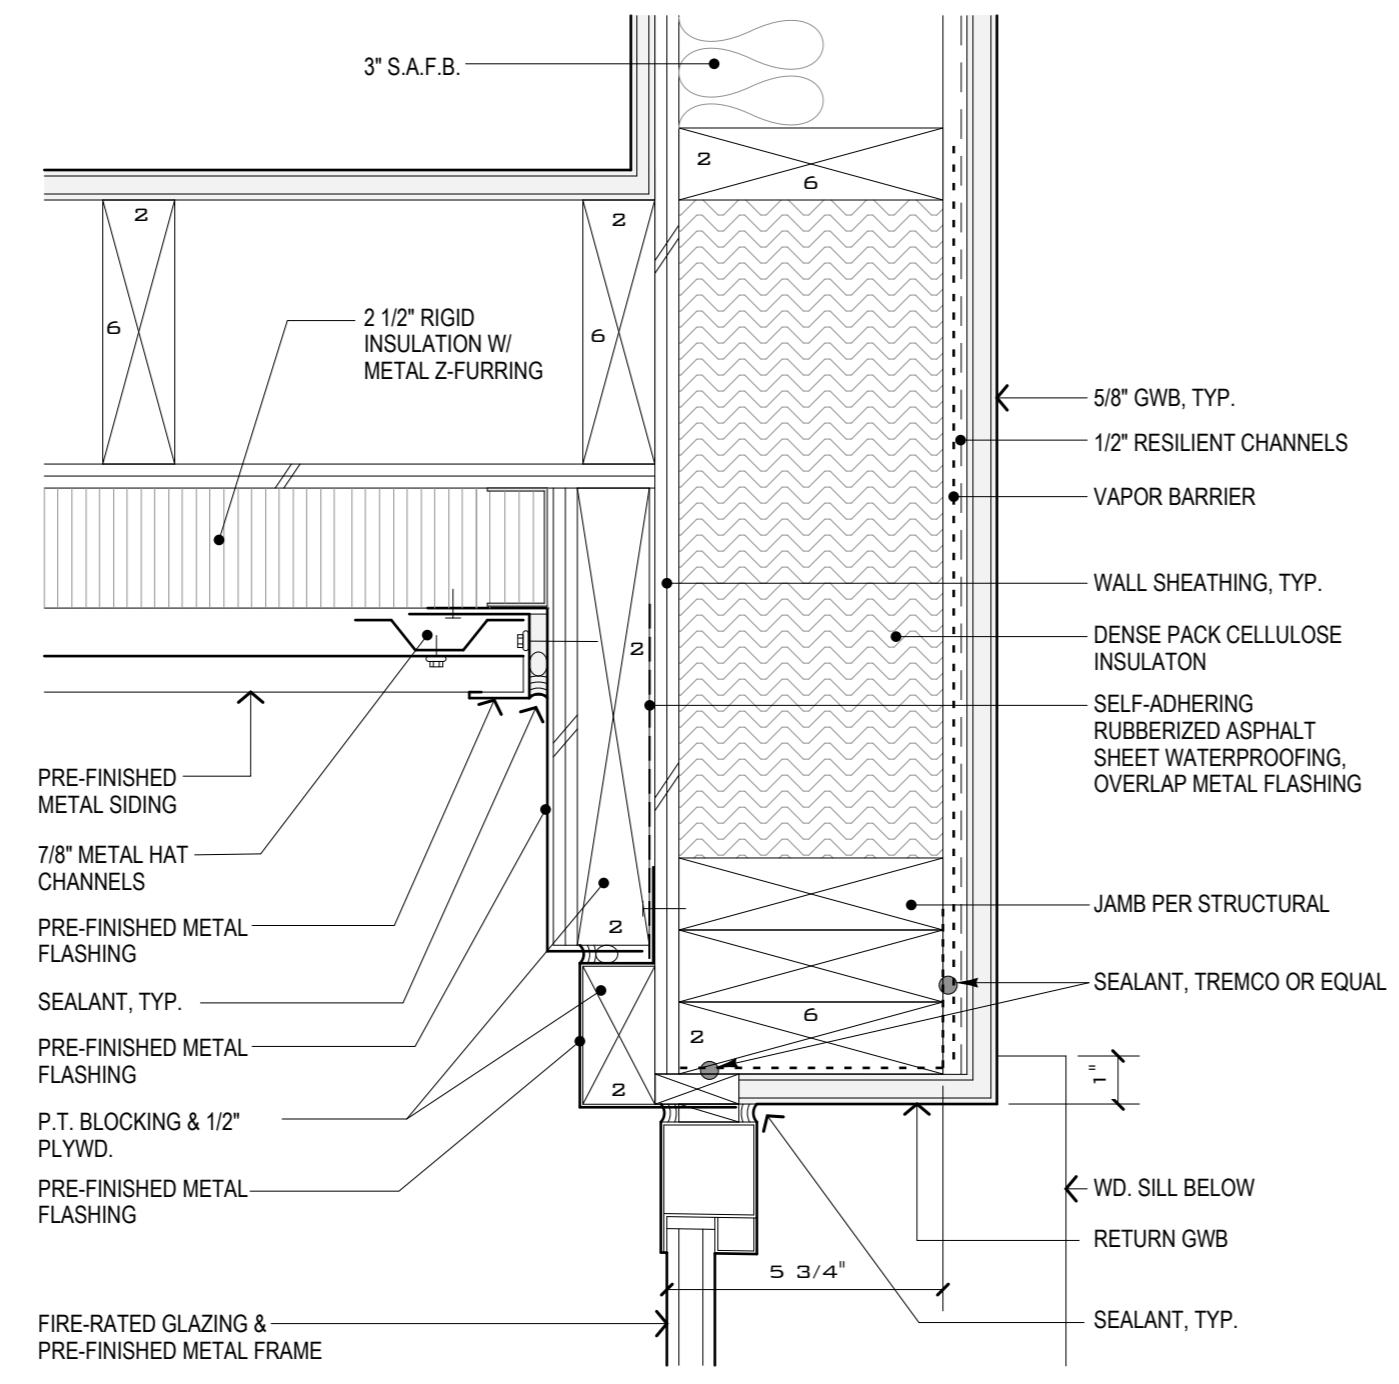 3" S.A.F.B.
2
6
2
2
6
6
2 1/2" RIGID
INSULATION W/
METAL Z-FURRING
5/8" GWB, TYP.
1/2" RESILIENT CHANNELS
VAPOR BARRIER
WALL SHEATHING, TYP.
DENSE PACK CELLULOSE
INSULATON
2
SELF-ADHERING
RUBBERIZED ASPHALT
SHEET WATERPROOFING,
OVERLAP METAL FLASHING
PRE-FINISHED
METAL SIDING
7/8" METAL HAT
CHANNELS
PRE-FINISHED METAL
FLASHING
2
JAMB PER STRUCTURAL
SEALANT, TYP.
SEALANT, TREMCO OR EQUAL
6
2
PRE-FINISHED METAL
FLASHING
2
1"
P.T. BLOCKING & 1/2"
PLYWD.
PRE-FINISHED METAL
FLASHING
WD. SILL BELOW
RETURN GWB
5 3/4"
SEALANT, TYP.
FIRE-RATED GLAZING &
PRE-FINISHED METAL FRAME